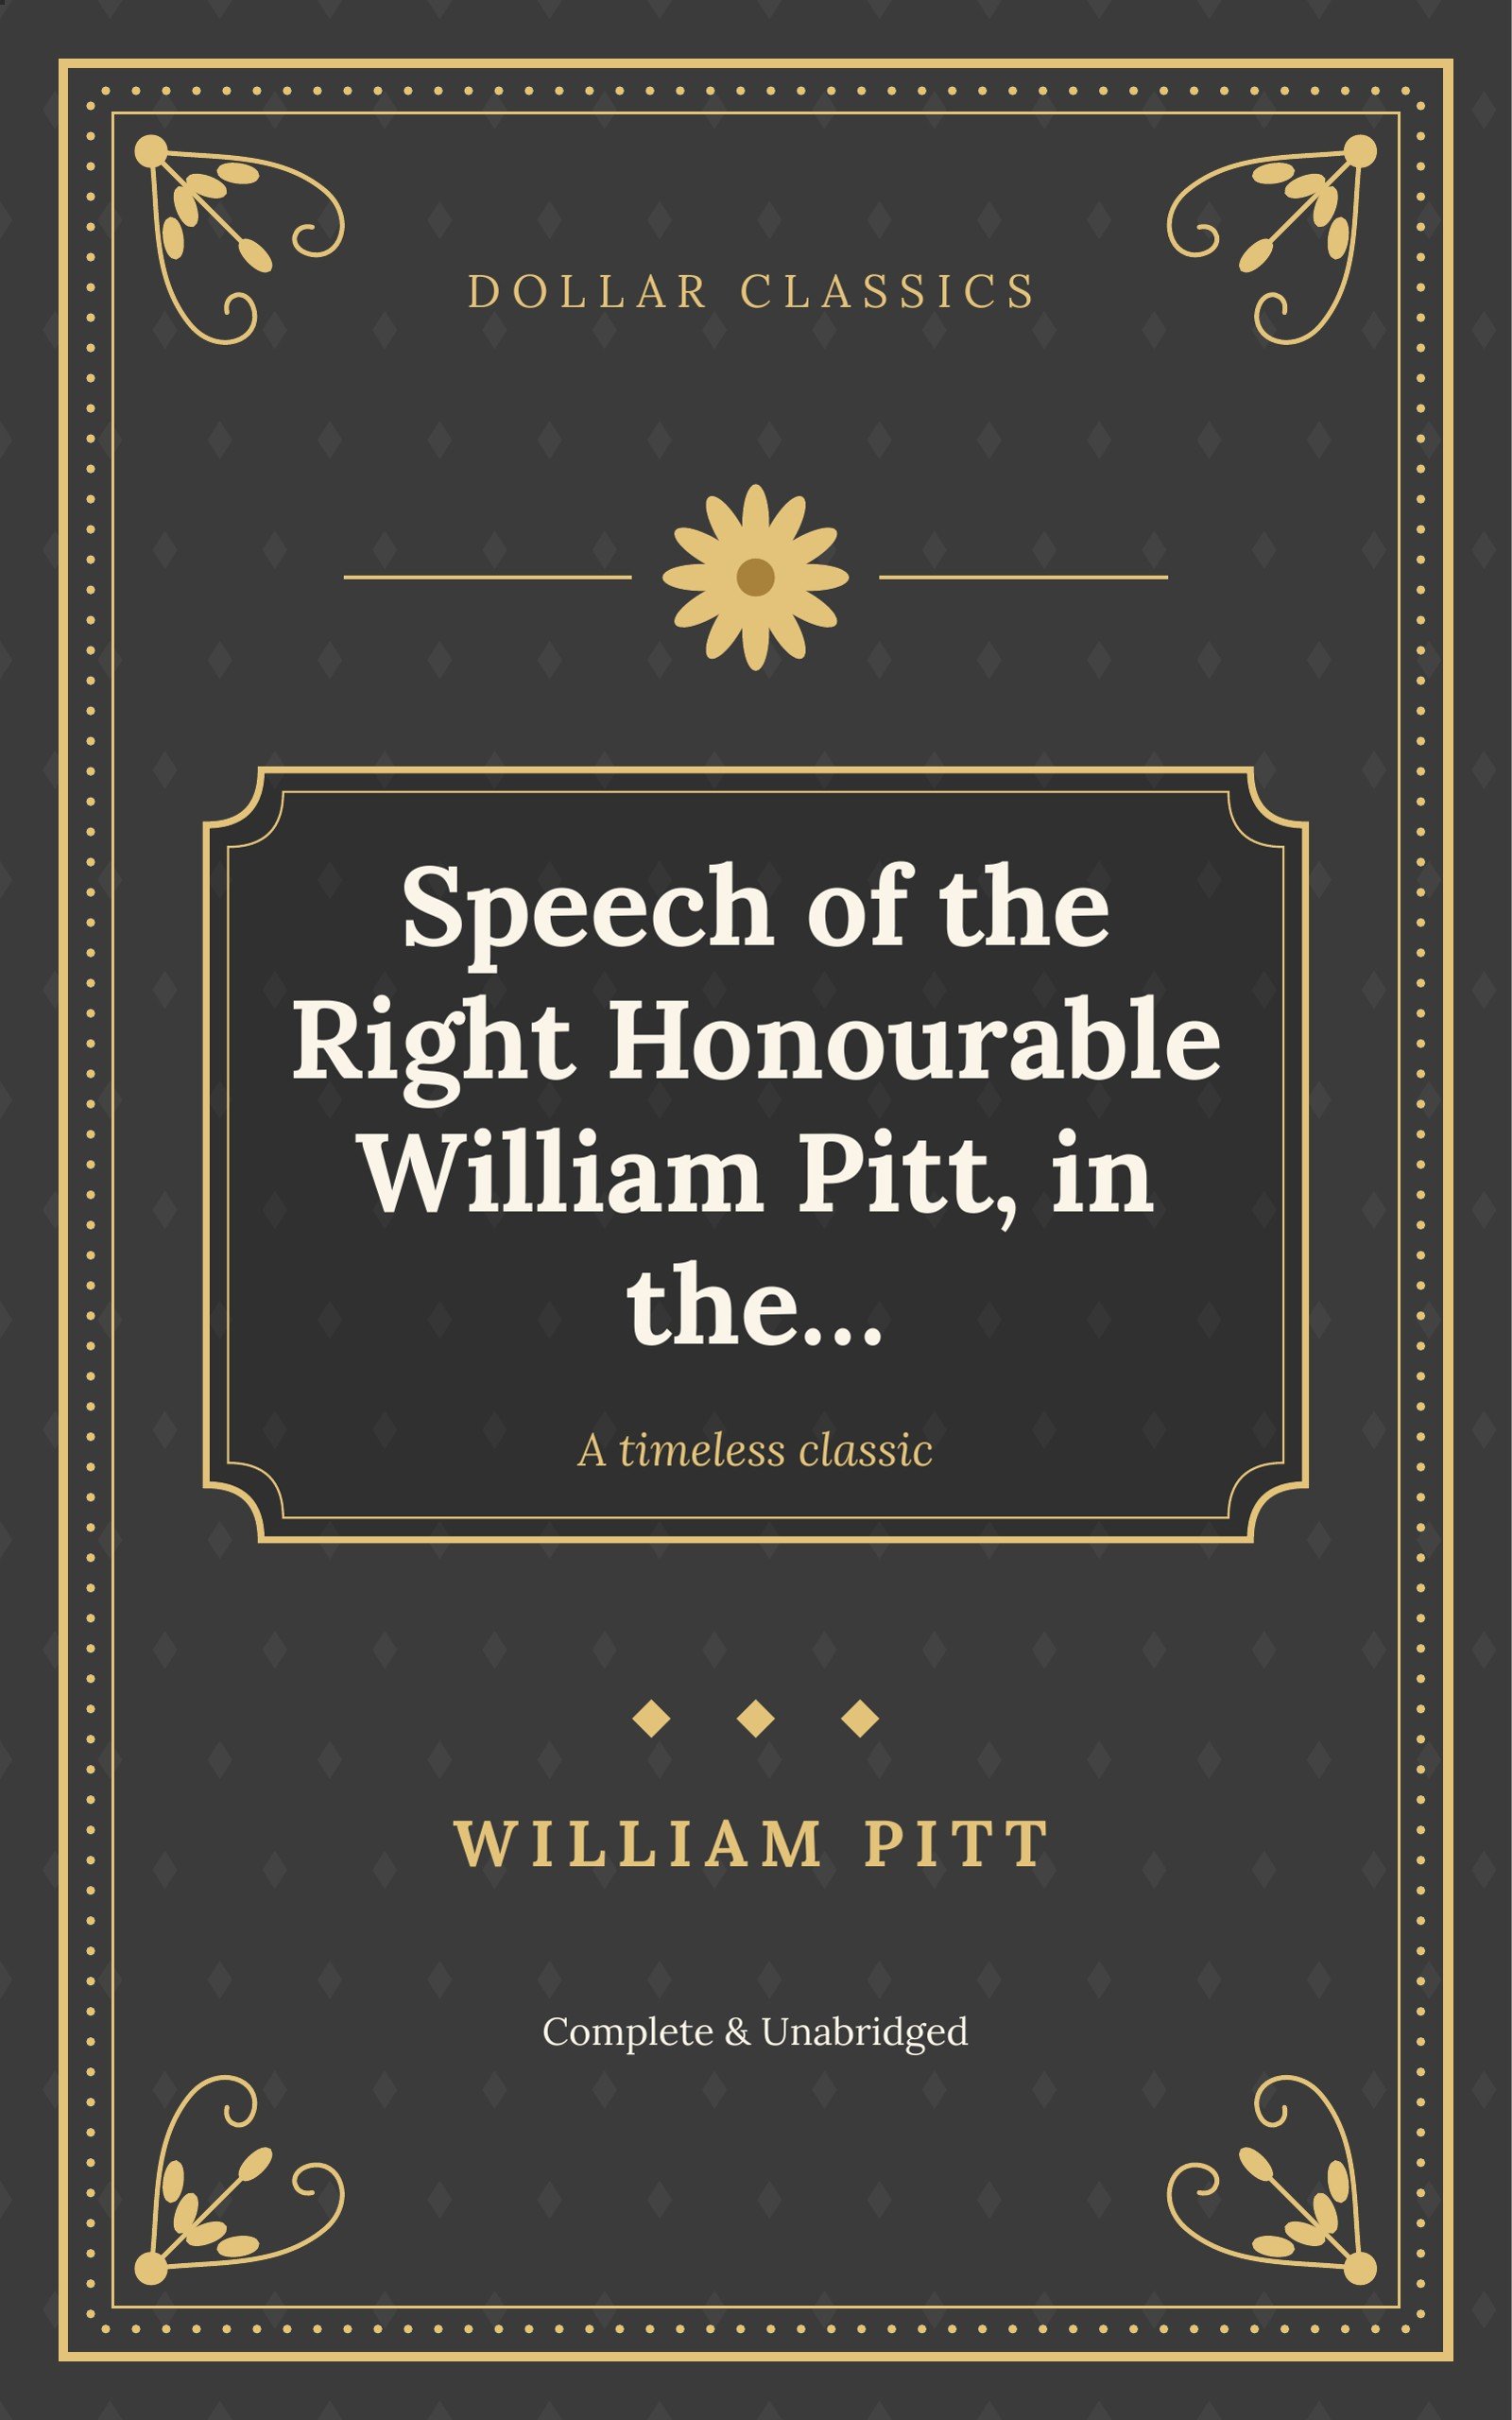 DOLLAR CLASSICS
Speech of the
Right Honourable
William Pitt, in
the...
A timeless classic
WILLIAM PITT
Complete & Unabridged